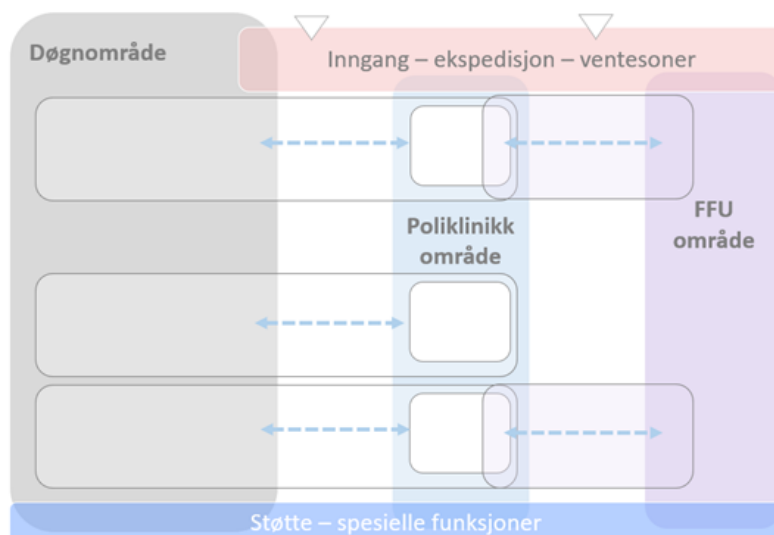 Døgnområde
Inngang – ekspedisjon – ventesoner
Poliklinikk
område
FFU
område
Støtte – spesielle funksjoner